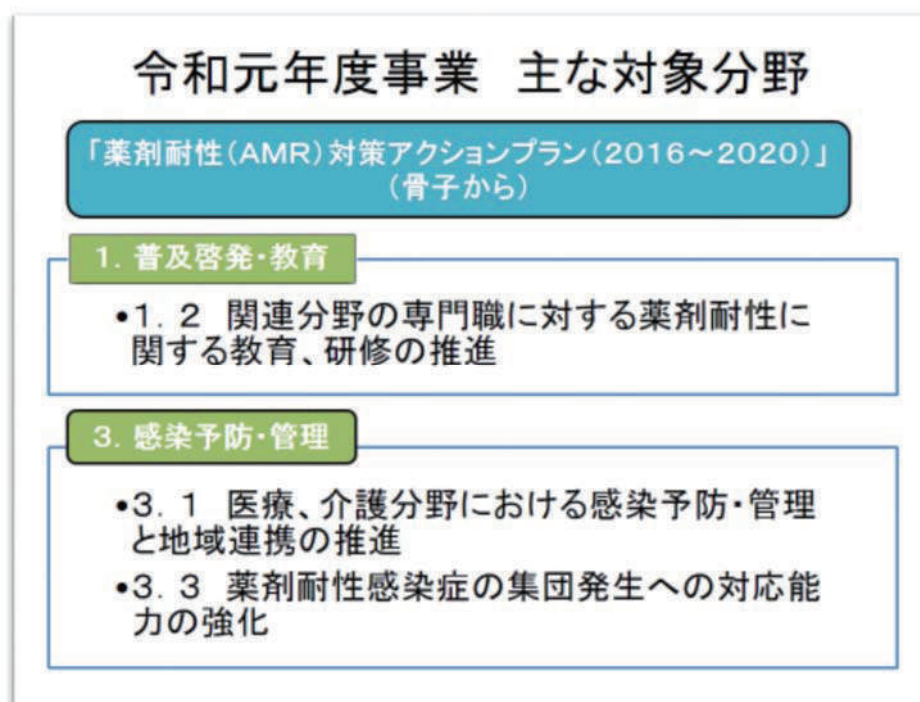 令和元年度事業　主な対象分野
「薬剤耐性(AMR)対策アクションプラン(2016～2020)」
(骨子から)
1. 普及啓発･教育
•1. 2　関連分野の専門職に対する薬剤耐性に
関する教育、研修の推進
3. 感染予防･管理
•3. 1　医療、介護分野における感染予防･管理
と地域連携の推進
•3. 3　薬剤耐性感染症の集団発生への対応能
力の強化